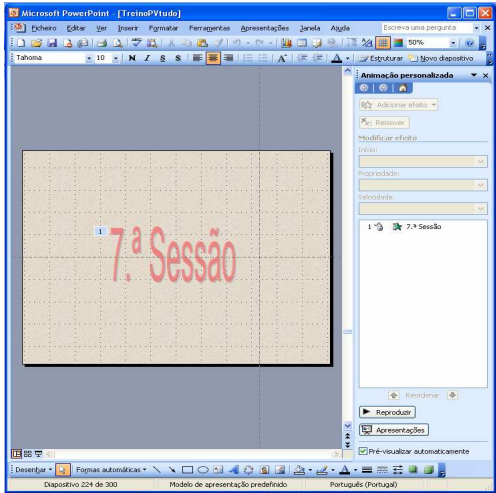 Microsoft PowerPoint - [TreinoPVtudo]
Ficheiro Editar Ver Inserir Formatar Ferramentas Apresentações Janela Ajuda Escreva uma pergunta
50%
Tahoma 10 N I S S A A Estruturar Novo diapositivo
Animação personalizada
Adicionar efeito
Remover
Modificar efeito
Início:
Propriedade:
Velocidade:
1 7.ª Sessão
1
7.ª Sessão
Reordenar
Reproduzir
Apresentações
Pré-visualizar automaticamente
Desenhar Formas automáticas A
Diapositivo 224 de 300 Modelo de apresentação predefinido Português (Portugal)